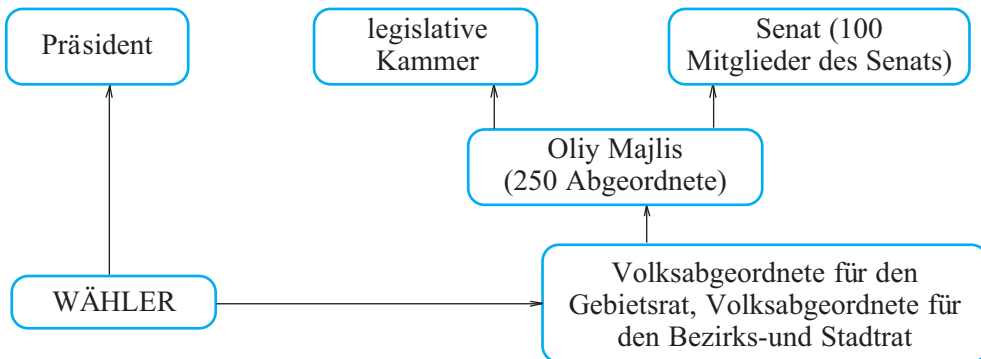 Präsident
legislative
Kammer
Senat (100
Mitglieder des Senats)
Oliy Majlis
(250 Abgeordnete)
WÄHLER
Volksabgeordnete für den
Gebietsrat, Volksabgeordnete für
den Bezirks-und Stadtrat